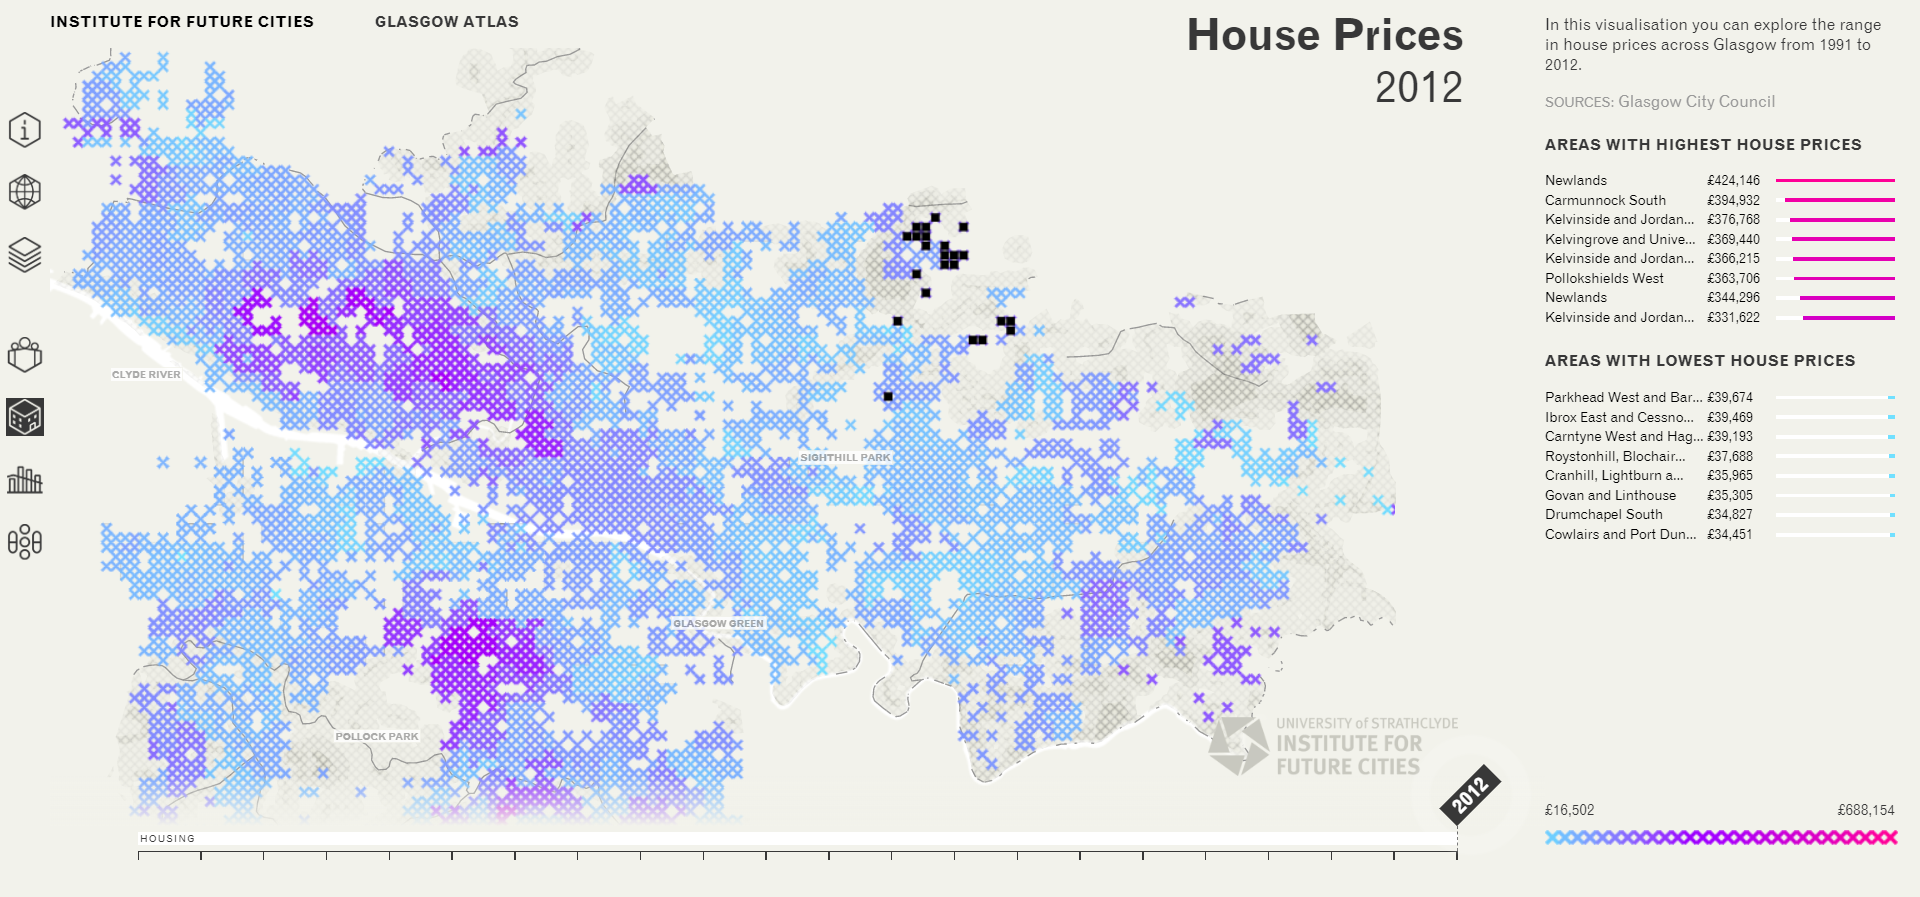 INSTITUTE FOR FUTURE CITIES
GLASGOW ATLAS
House Prices
2012
In this visualisation you can explore the range
in house prices across Glasgow from 1991 to
2012.
SOURCES: Glasgow City Council
AREAS WITH HIGHEST HOUSE PRICES
Newlands £424,146
Carmunnock South £394,932
Kelvinside and Jordan... £376,768
Kelvingrove and Unive... £369,440
Kelvinside and Jordan... £366,215
Pollokshields West £363,706
Newlands £344,296
Kelvinside and Jordan... £331,622
AREAS WITH LOWEST HOUSE PRICES
Parkhead West and Bar... £39,674
Ibrox East and Cessno... £39,469
Carntyne West and Hag... £39,193
Roystonhill, Blochair... £37,688
Cranhill, Lightburn a... £35,965
Govan and Linthouse £35,305
Drumchapel South £34,827
Cowlairs and Port Dun... £34,451
£16,502 £688,154
CLYDE RIVER
SIGHTHILL PARK
GLASGOW GREEN
POLLOCK PARK
UNIVERSITY of STRATHCLYDE
INSTITUTE FOR
FUTURE CITIES
2012
HOUSING